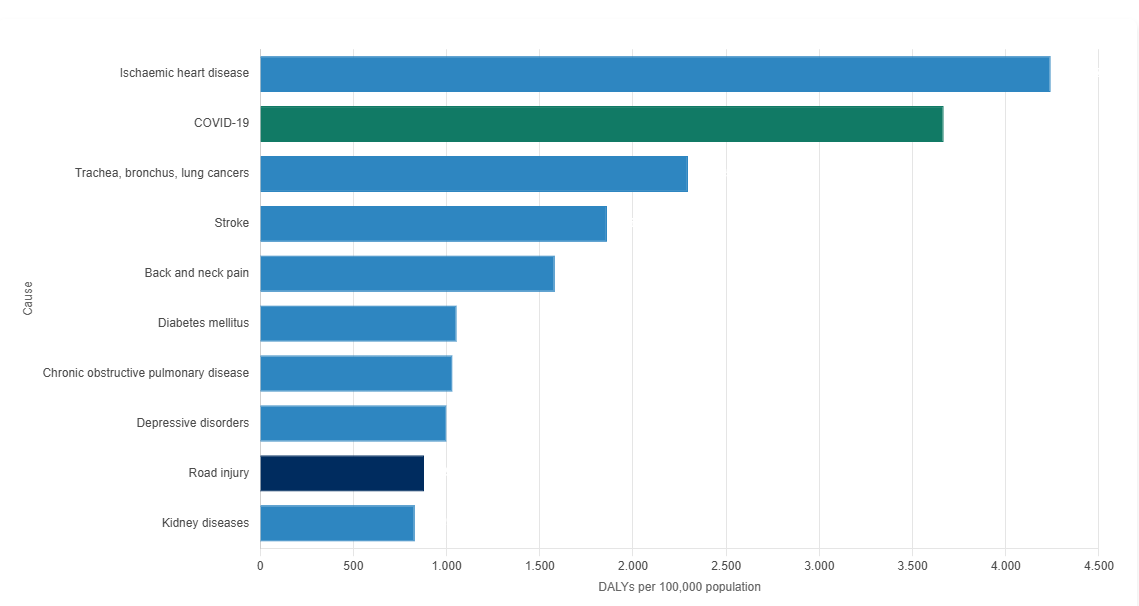 Ischaemic heart disease
COVID-19
Trachea, bronchus, lung cancers
Stroke
Back and neck pain
Diabetes mellitus
Chronic obstructive pulmonary disease
Depressive disorders
Road injury
Kidney diseases
Cause
0 500 1.000 1.500 2.000 2.500 3.000 3.500 4.000 4.500
DALYs per 100,000 population